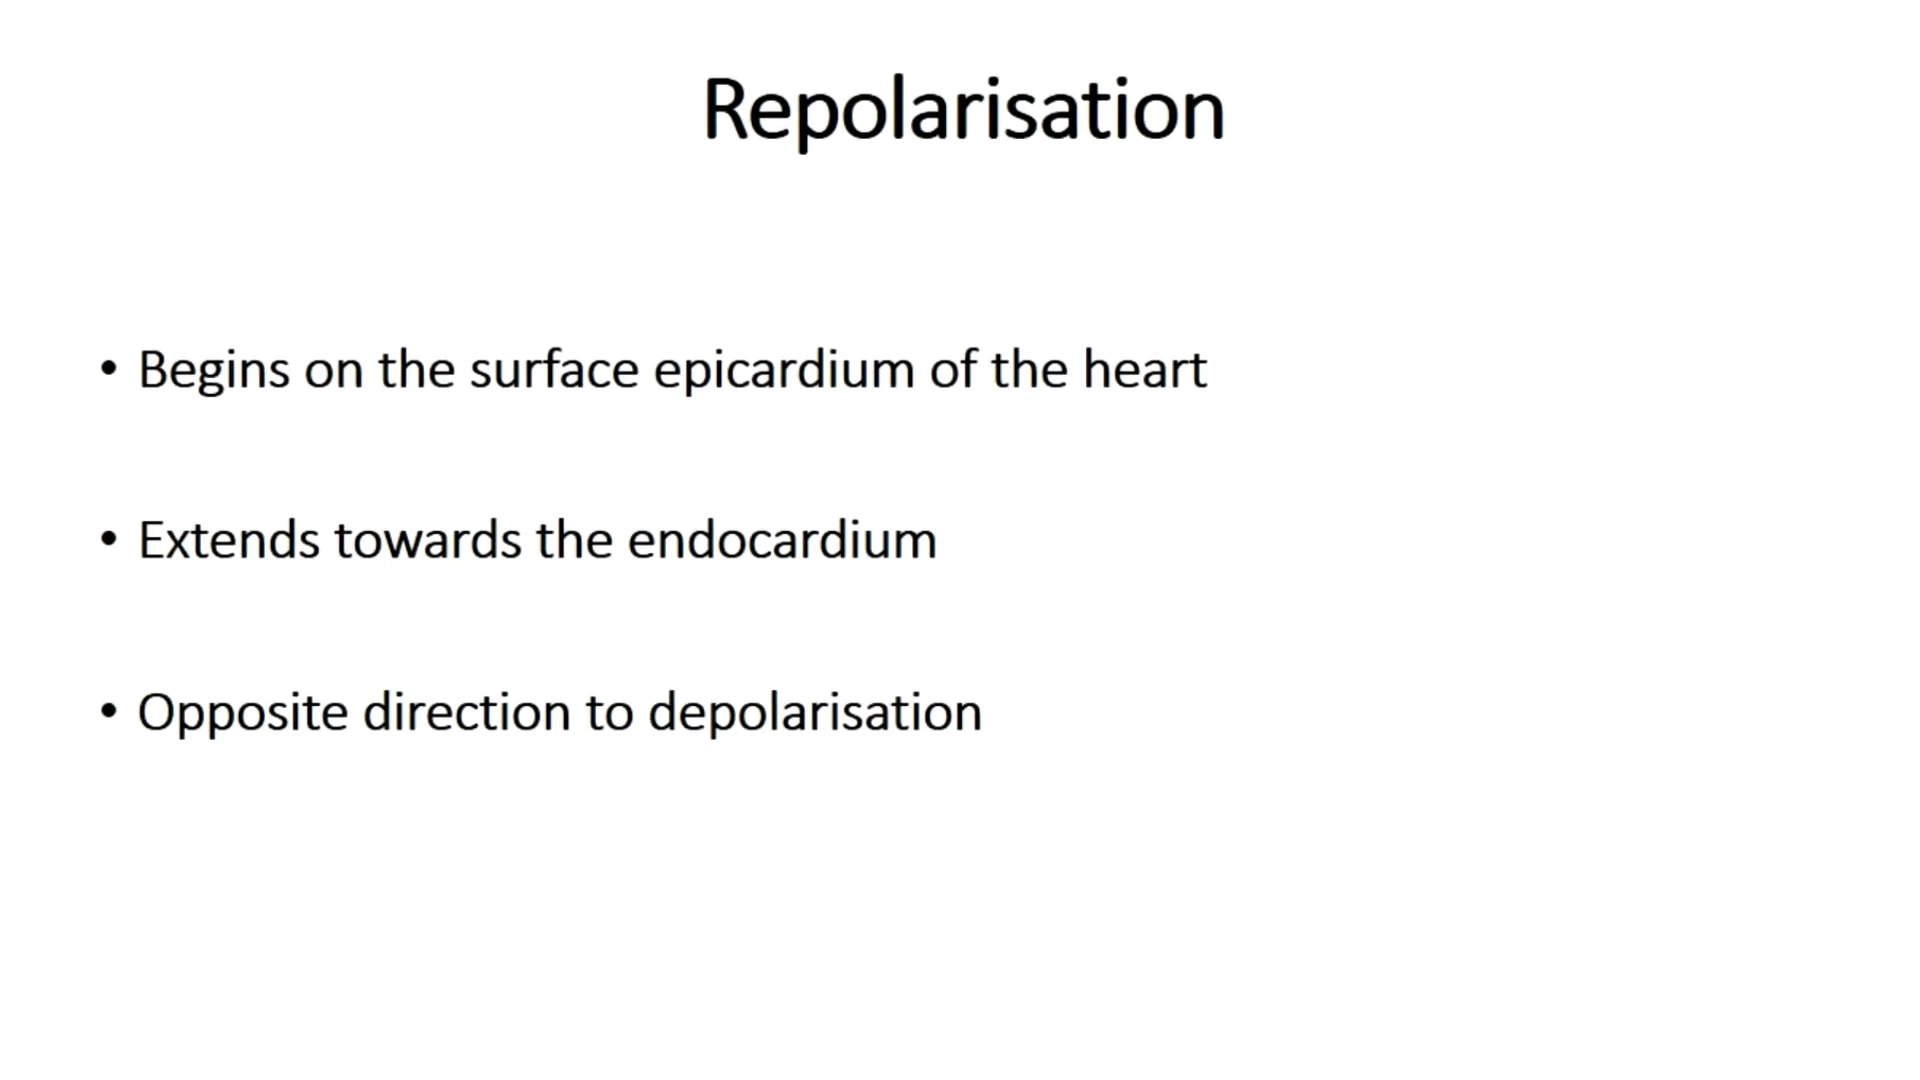 Repolarisation
• Begins on the surface epicardium of the heart
• Extends towards the endocardium
• Opposite direction to depolarisation